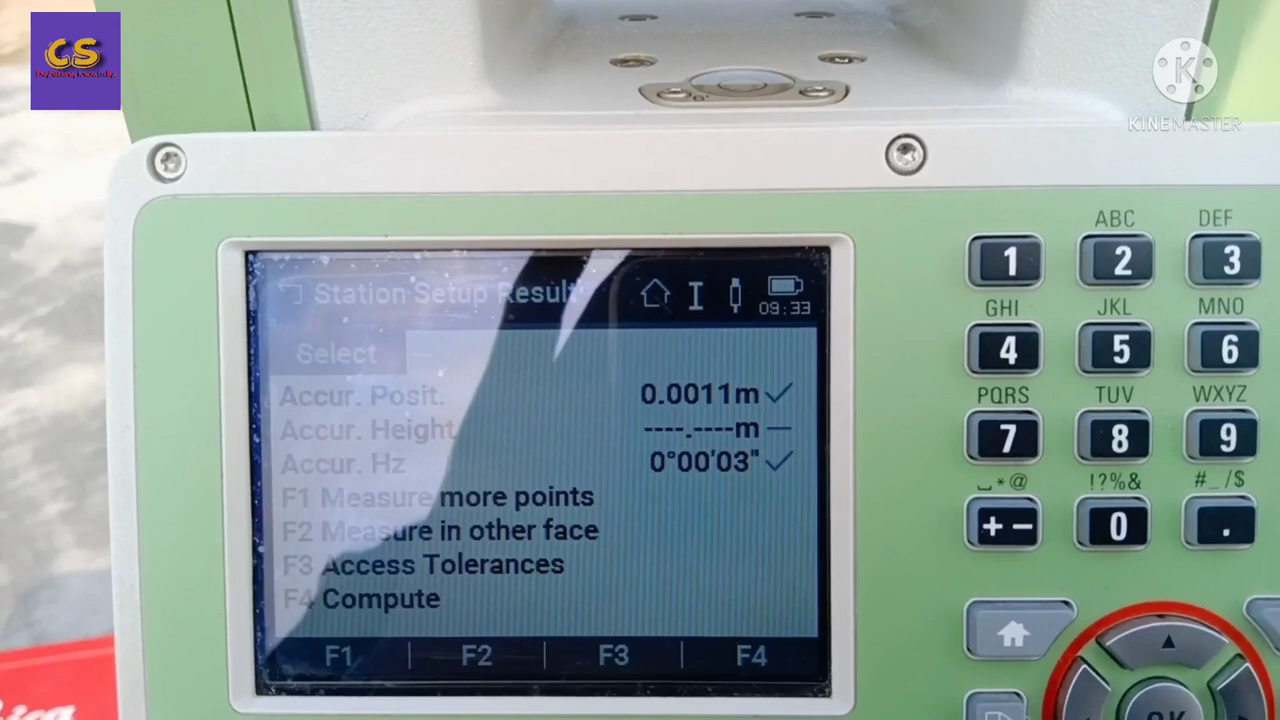 CS
KINEMASTER
Station Setup Result
09:33
Select
Accur. Posit. 0.0011m
Accur. Height ----.----m
Accur. Hz 0°00'03"
F1 Measure more points
F2 Measure in other face
F3 Access Tolerances
F4 Compute
F1 F2 F3 F4
ABC DEF
1 2 3
GHI JKL MNO
4 5 6
PQRS TUV WXYZ
7 8 9
␣*@ !?%& #_/$
+- 0 .
OK